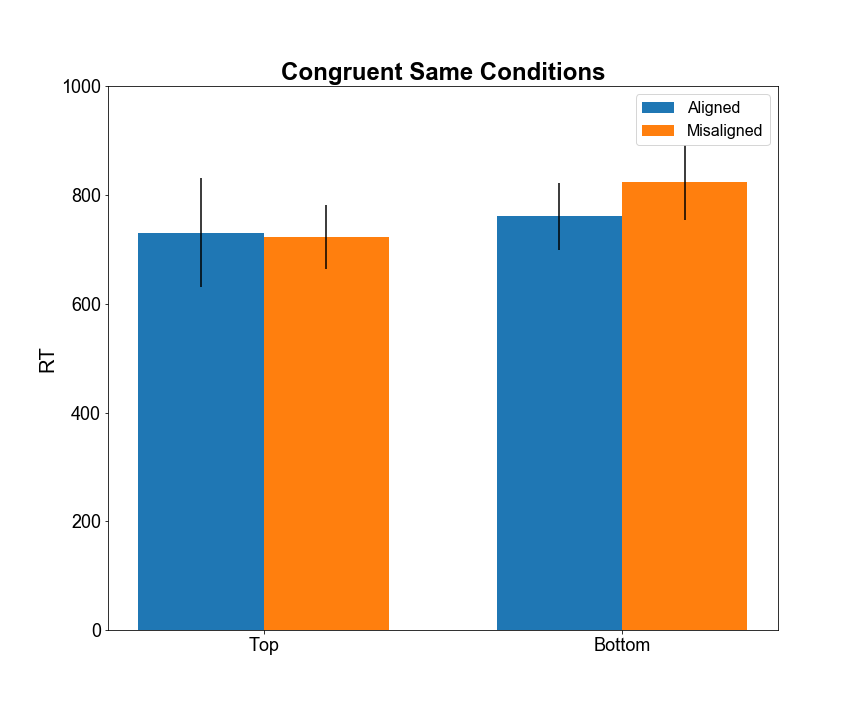 Congruent Same Conditions
1000
800
600
400
200
0
RT
Aligned
Misaligned
Top
Bottom